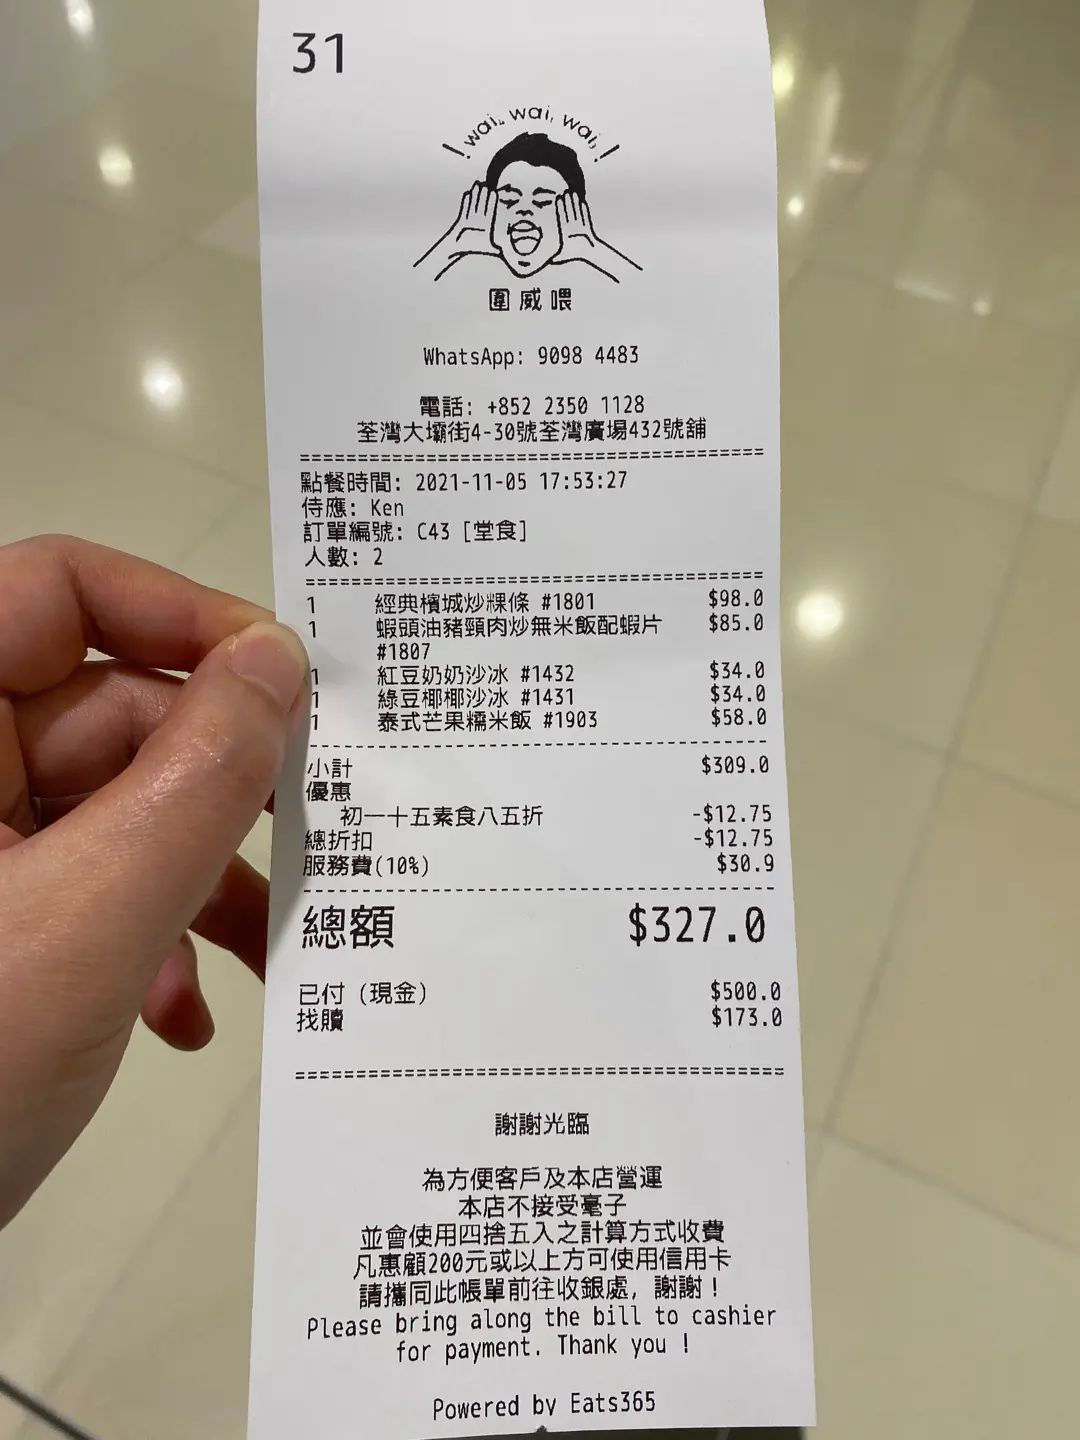 31
! wai, wai, wai, !
圍威喂
WhatsApp: 9098 4483
電話: +852 2350 1128
荃灣大壩街4-30號荃灣廣場432號舖
點餐時間: 2021-11-05 17:53:27
侍應: Ken
訂單編號: C43 [堂食]
人數: 2
1 經典檳城炒粿條 #1801 $98.0
1 蝦頭油豬頸肉炒無米飯配蝦片 $85.0
#1807
1 紅豆奶奶沙冰 #1432 $34.0
1 綠豆椰椰沙冰 #1431 $34.0
1 泰式芒果糯米飯 #1903 $58.0
小計 $309.0
優惠
初一十五素食八五折 -$12.75
總折扣 -$12.75
服務費(10%) $30.9
總額 $327.0
已付 (現金) $500.0
找贖 $173.0
謝謝光臨
為方便客戶及本店營運
本店不接受毫子
並會使用四捨五入之計算方式收費
凡惠顧200元或以上方可使用信用卡
請攜同此帳單前往收銀處, 謝謝!
Please bring along the bill to cashier
for payment. Thank you !
Powered by Eats365